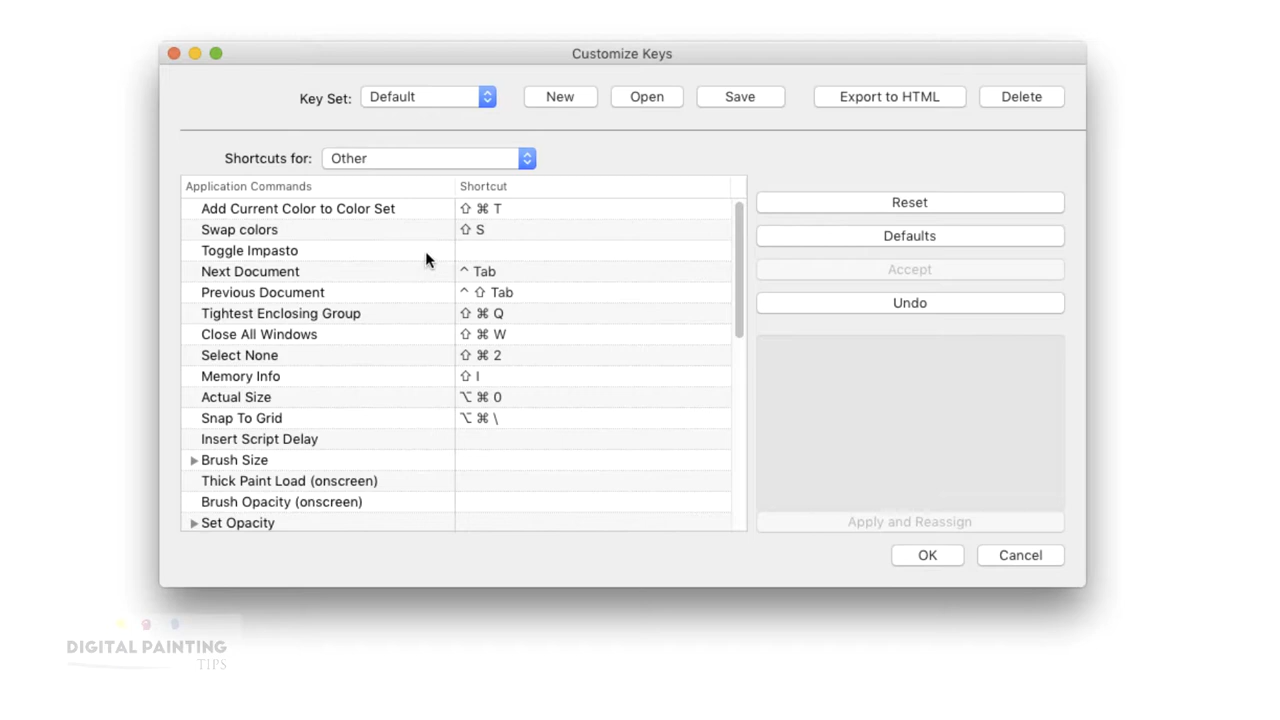 Customize Keys
Key Set: Default New Open Save Export to HTML Delete
Shortcuts for: Other
Application Commands Shortcut
Add Current Color to Color Set ⇧ ⌘ T
Swap colors ⇧ S
Toggle Impasto
Next Document ^ Tab
Previous Document ^ ⇧ Tab
Tightest Enclosing Group ⇧ ⌘ Q
Close All Windows ⇧ ⌘ W
Select None ⇧ ⌘ 2
Memory Info ⇧ I
Actual Size ⌥ ⌘ 0
Snap To Grid ⌥ ⌘ \
Insert Script Delay
Brush Size
Thick Paint Load (onscreen)
Brush Opacity (onscreen)
Set Opacity
Reset
Defaults
Accept
Undo
Apply and Reassign
OK Cancel
DIGITAL PAINTING
TIPS